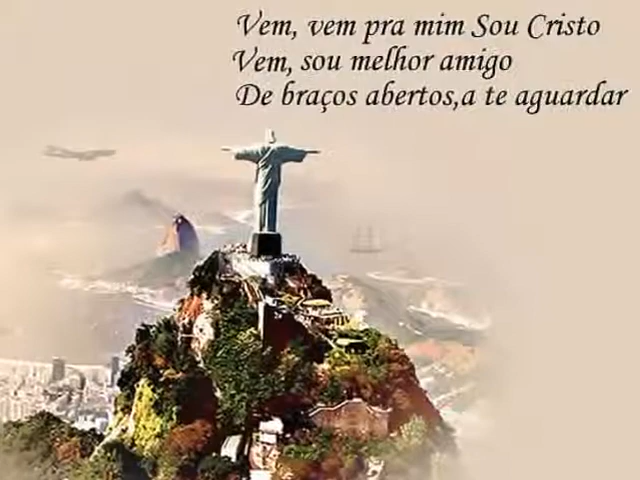 Vem, vem pra mim Sou Cristo
Vem, sou melhor amigo
De braços abertos,a te aguardar